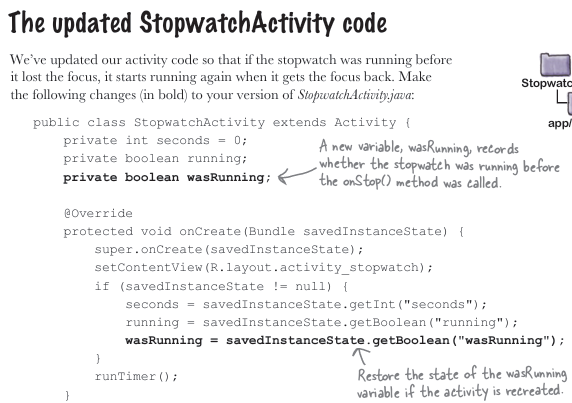 The updated StopwatchActivity code
We've updated our activity code so that if the stopwatch was running before
it lost the focus, it starts running again when it gets the focus back. Make
the following changes (in bold) to your version of StopwatchActivity.java:
Stopwatc
app/
public class StopwatchActivity extends Activity {
private int seconds = 0;
private boolean running;
private boolean wasRunning;
A new variable, wasRunning, records
whether the stopwatch was running before
the onStop() method was called.
@Override
protected void onCreate(Bundle savedInstanceState) {
super.onCreate(savedInstanceState);
setContentView(R.layout.activity_stopwatch);
if (savedInstanceState != null) {
seconds = savedInstanceState.getInt("seconds");
running = savedInstanceState.getBoolean("running");
wasRunning = savedInstanceState.getBoolean("wasRunning");
}
runTimer();
Restore the state of the wasRunning
variable if the activity is recreated.
}